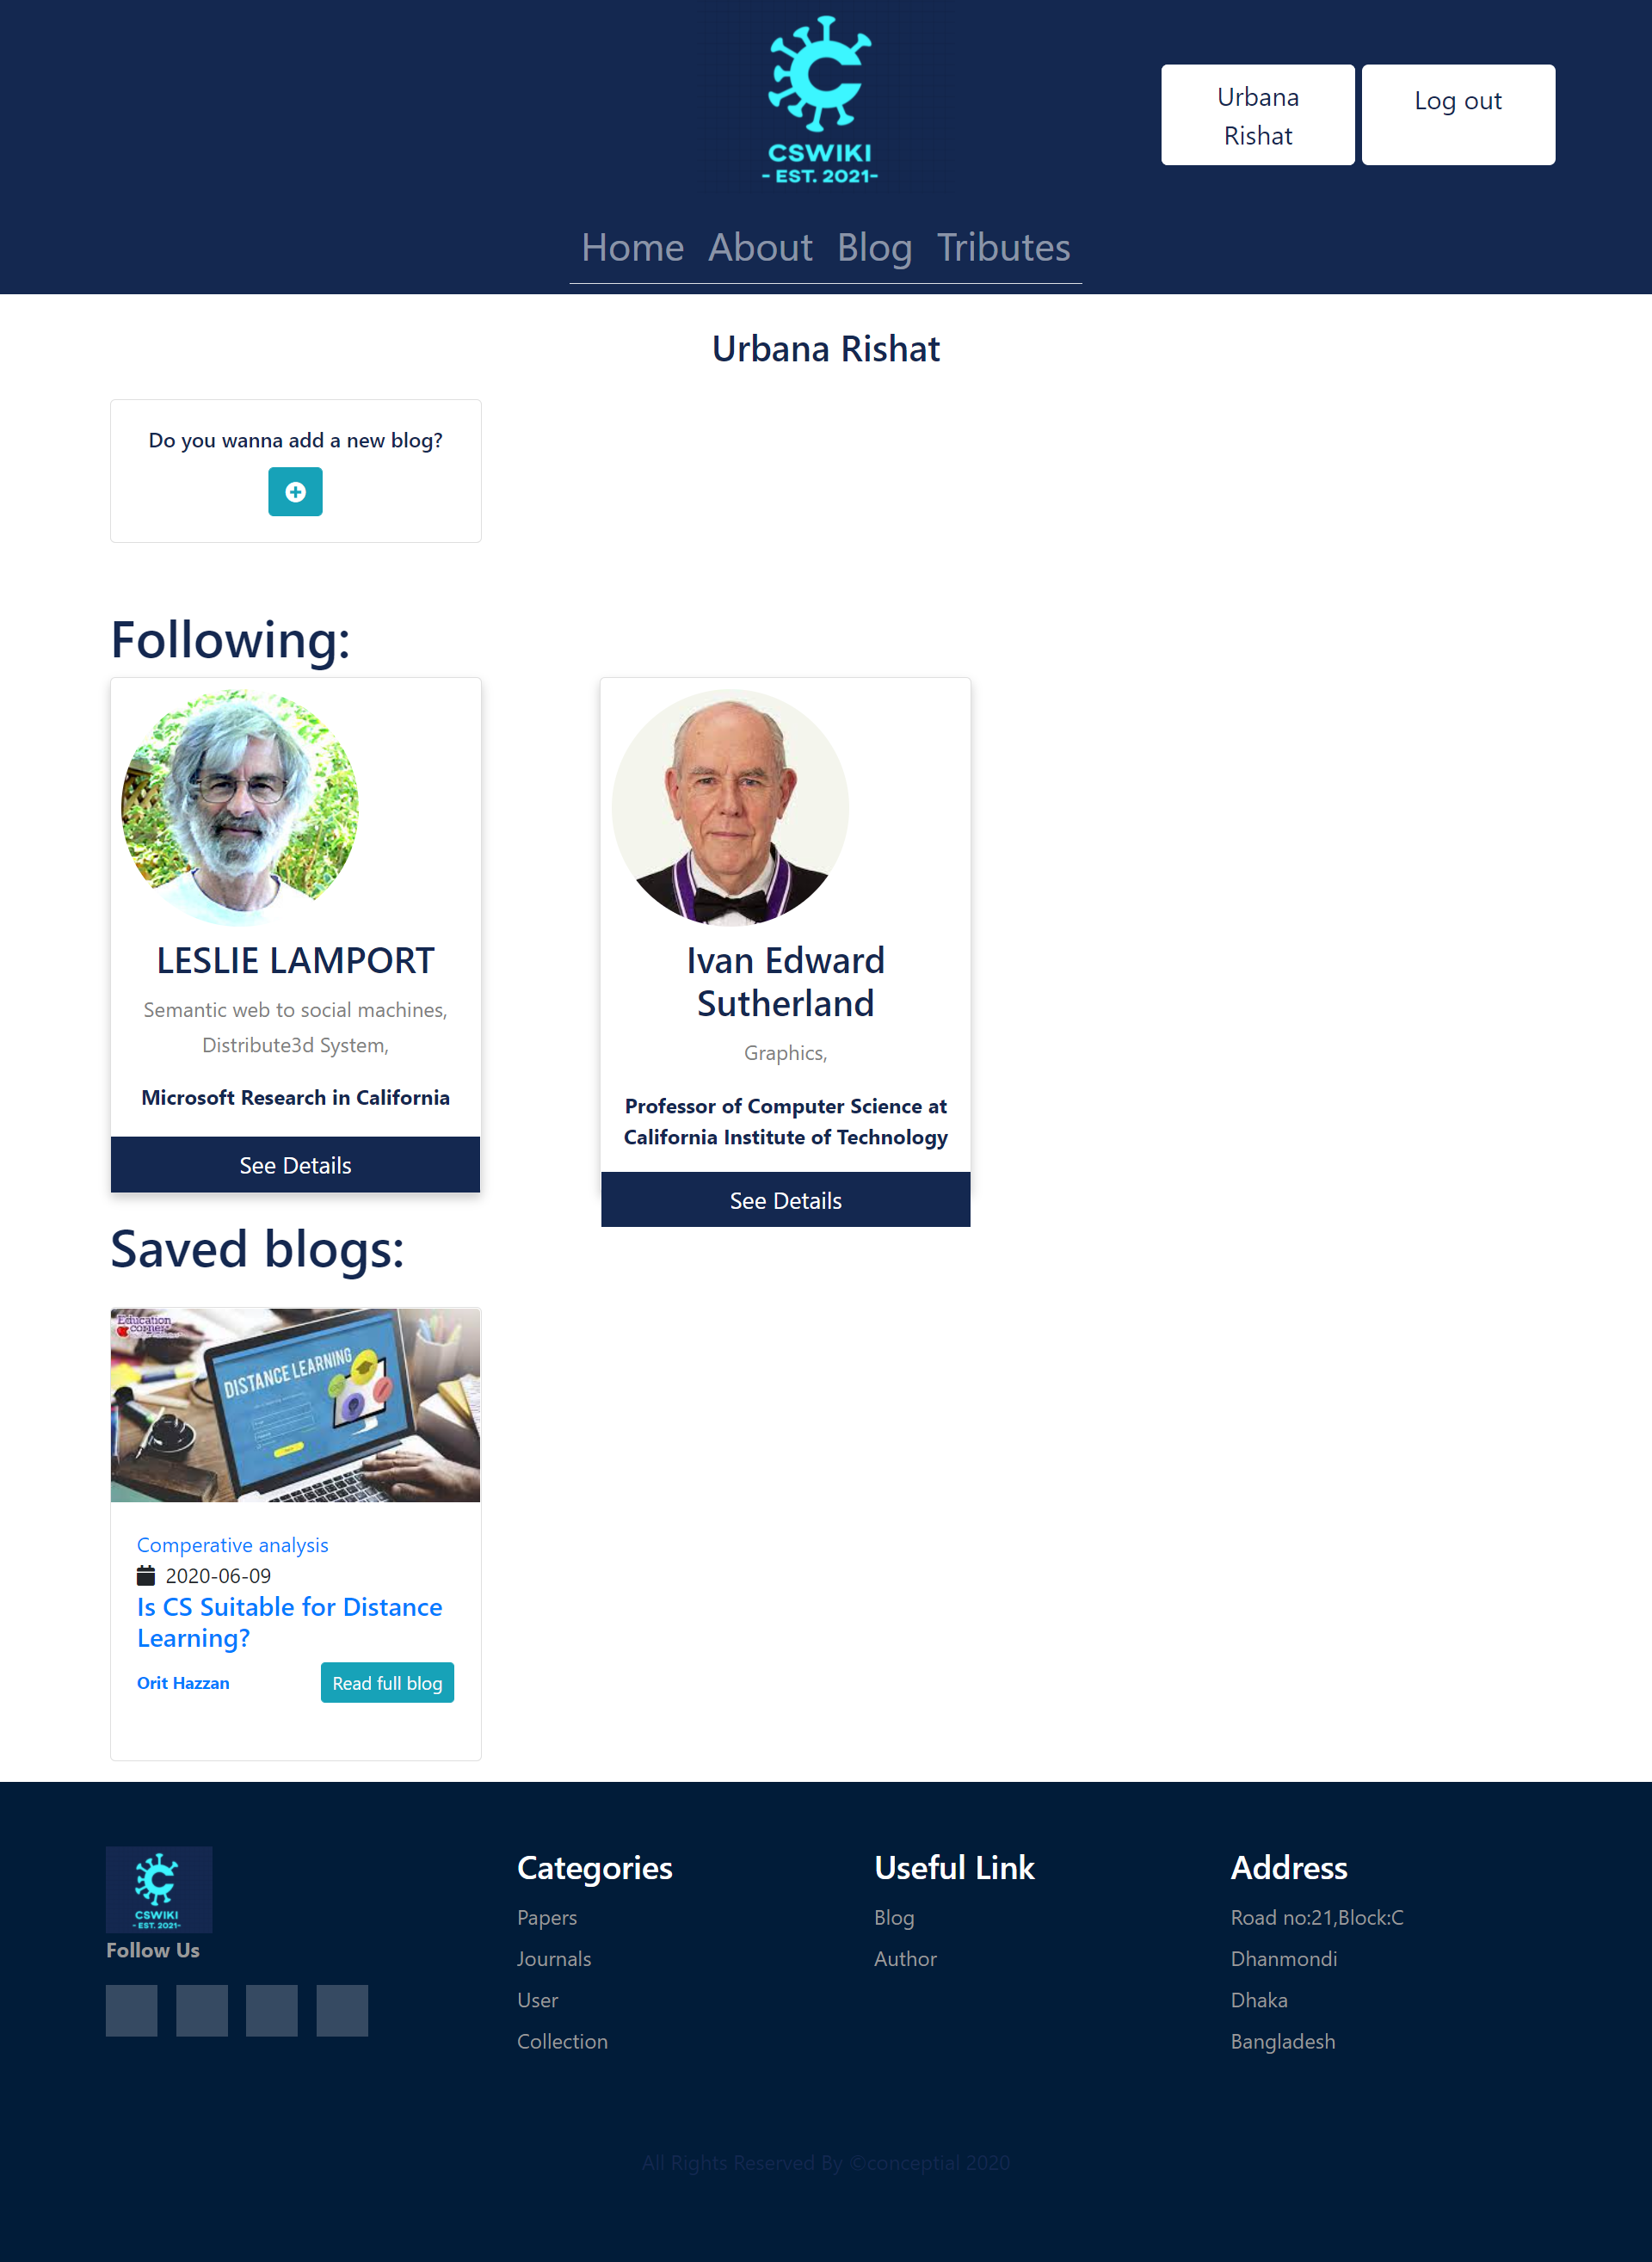 CSWIKI
- EST. 2021-
Urbana
Rishat
Log out
Home About Blog Tributes
Urbana Rishat
Do you wanna add a new blog?
Following:
LESLIE LAMPORT
Semantic web to social machines,
Distribute3d System,
Microsoft Research in California
See Details
Ivan Edward
Sutherland
Graphics,
Professor of Computer Science at
California Institute of Technology
See Details
Saved blogs:
Education
corner
DISTANCE LEARNING
Comperative analysis
2020-06-09
Is CS Suitable for Distance
Learning?
Orit Hazzan
Read full blog
CSWIKI
- EST. 2021-
Follow Us
Categories
Papers
Journals
User
Collection
Useful Link
Blog
Author
Address
Road no:21,Block:C
Dhanmondi
Dhaka
Bangladesh
All Rights Reserved By ©conceptial 2020